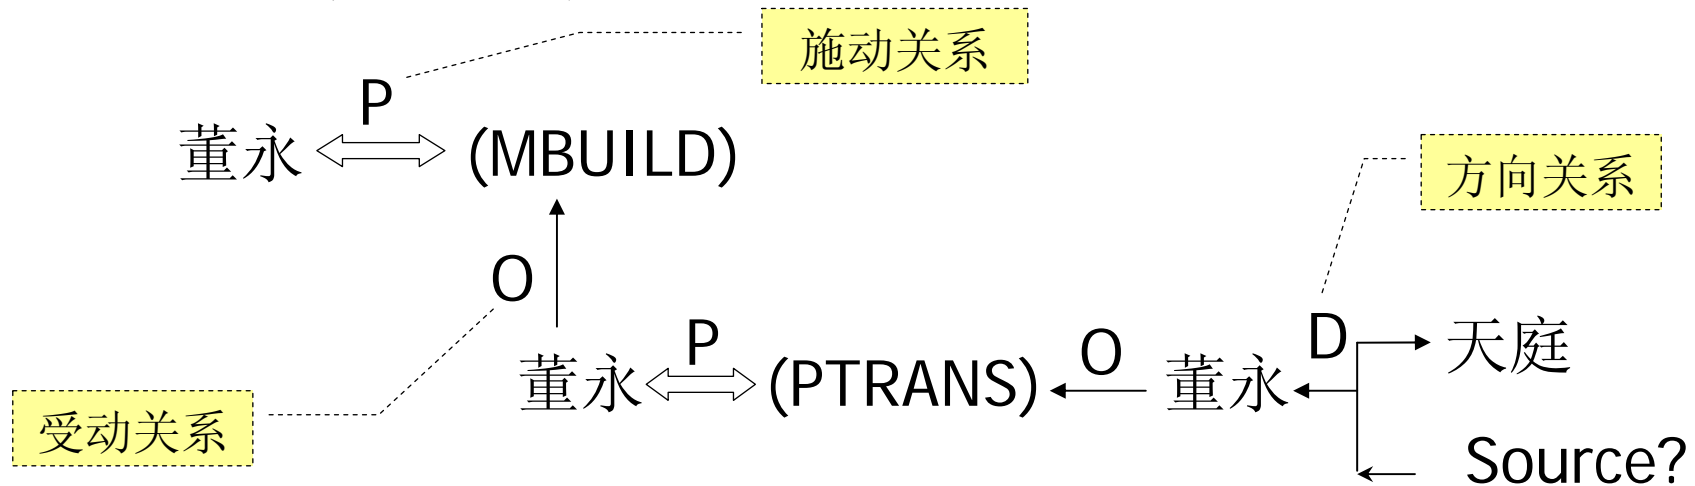 施动关系
P
董永 (MBUILD)
方向关系
O
董永 P (PTRANS) O 董永 D 天庭
受动关系
Source?